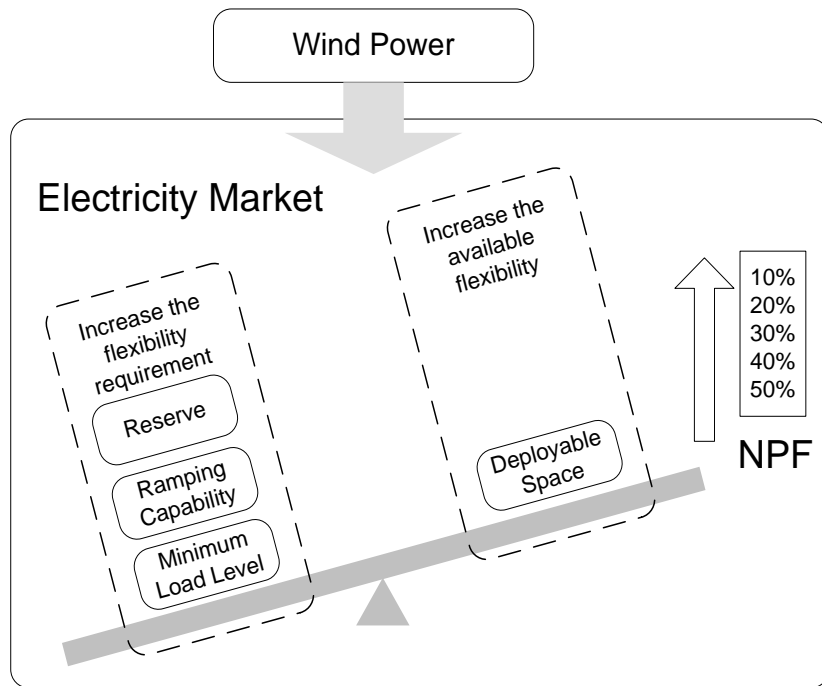 Wind Power
Electricity Market
Increase the
flexibility
requirement
Reserve
Ramping
Capability
Minimum
Load Level
Increase the
available
flexibility
Deployable
Space
10%
20%
30%
40%
50%
NPF